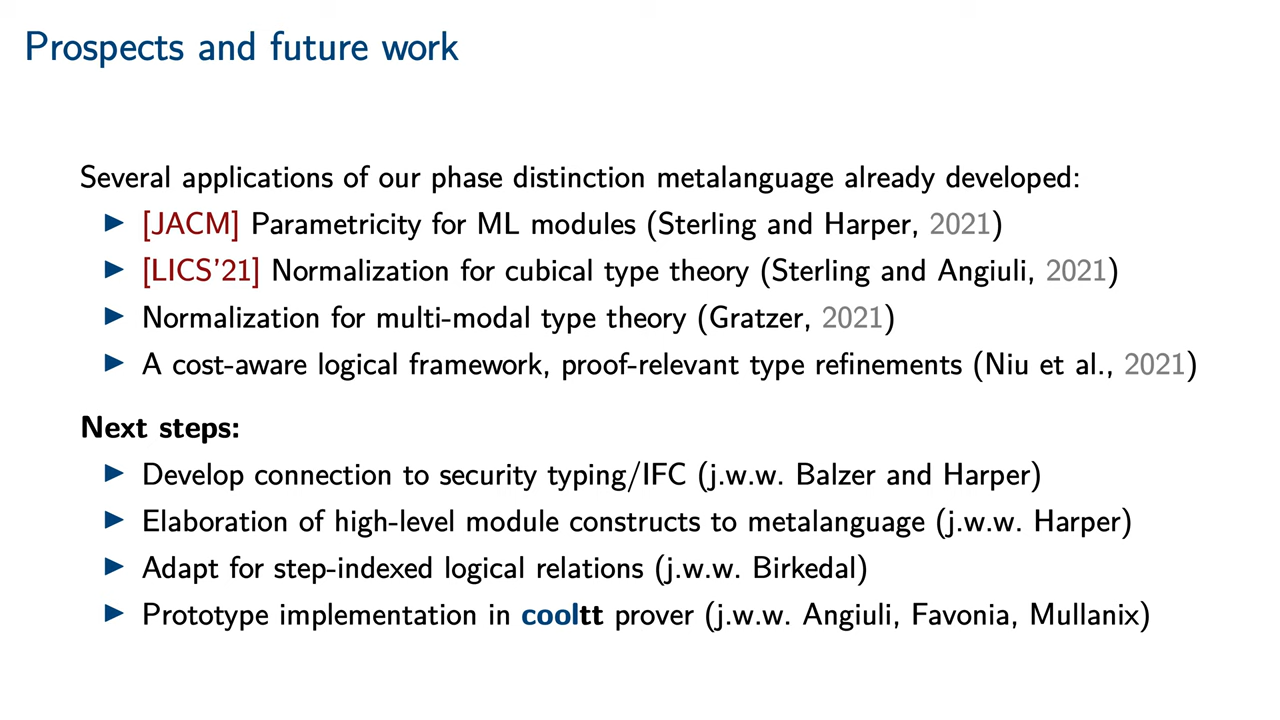 Prospects and future work
Several applications of our phase distinction metalanguage already developed:
▶ [JACM] Parametricity for ML modules (Sterling and Harper, 2021)
▶ [LICS'21] Normalization for cubical type theory (Sterling and Angiuli, 2021)
▶ Normalization for multi-modal type theory (Gratzer, 2021)
▶ A cost-aware logical framework, proof-relevant type refinements (Niu et al., 2021)
Next steps:
▶ Develop connection to security typing/IFC (j.w.w. Balzer and Harper)
▶ Elaboration of high-level module constructs to metalanguage (j.w.w. Harper)
▶ Adapt for step-indexed logical relations (j.w.w. Birkedal)
▶ Prototype implementation in cooltt prover (j.w.w. Angiuli, Favonia, Mullanix)